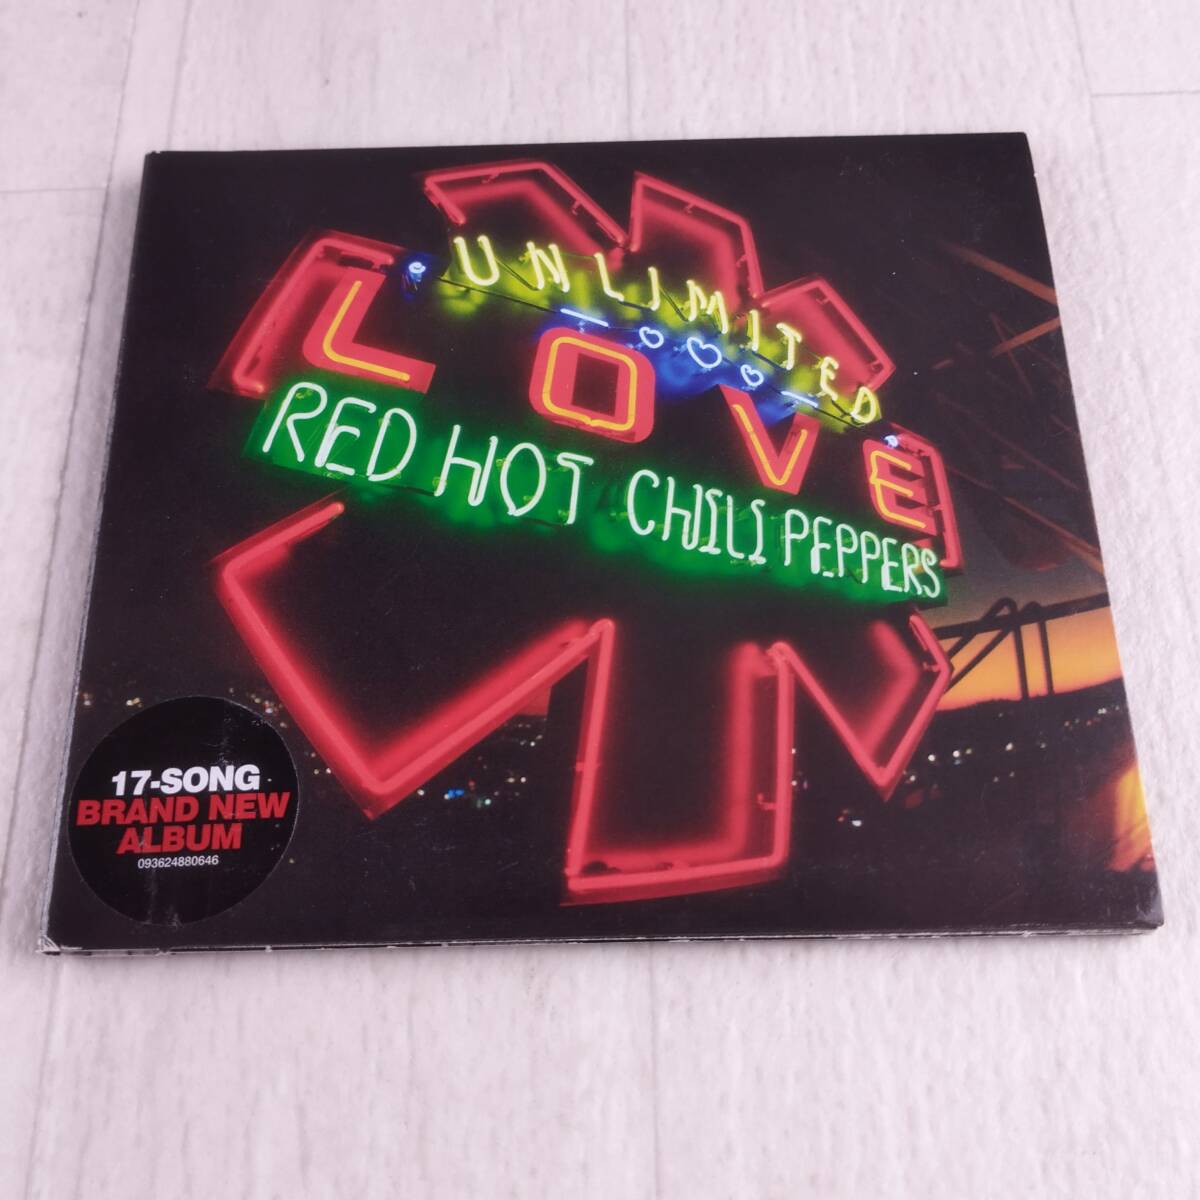 UNLIMITED
LOVE
RED HOT CHILI PEPPERS
17-SONG
BRAND NEW
ALBUM
093624880646